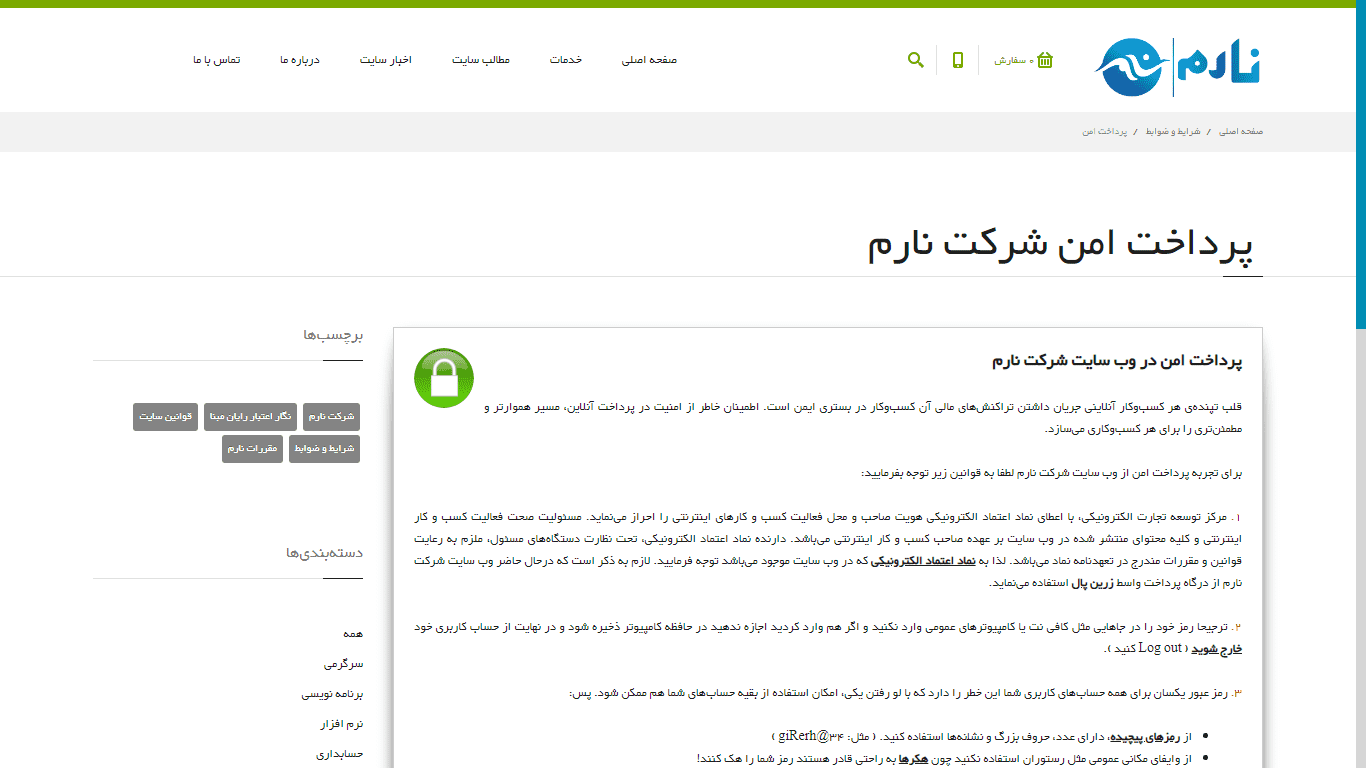 نارم
۰ سفارش
صفحه اصلی
خدمات
مطالب سایت
اخبار سایت
درباره ما
تماس با ما
صفحه اصلی / شرایط و ضوابط / پرداخت امن
پرداخت امن شرکت نارم
پرداخت امن در وب سایت شرکت نارم
قلب تپنده‌ی هر کسب‌وکار آنلاینی جریان داشتن تراکنش‌های مالی آن کسب‌وکار در بستری ایمن است. اطمینان خاطر از امنیت در پرداخت آنلاین، مسیر هموارتر و
مطمئن‌تری را برای هر کسب‌وکاری می‌سازد.
برای تجربه پرداخت امن از وب سایت شرکت نارم لطفا به قوانین زیر توجه بفرمایید:
۱. مرکز توسعه تجارت الکترونیکی، با اعطای نماد اعتماد الکترونیکی هویت صاحب و محل فعالیت کسب و کارهای اینترنتی را احراز می‌نماید. مسئولیت صحت فعالیت کسب و کار
اینترنتی و کلیه محتوای منتشر شده در وب سایت بر عهده صاحب کسب و کار اینترنتی می‌باشد. دارنده نماد اعتماد الکترونیکی، تحت نظارت دستگاه‌های مسئول، ملزم به رعایت
قوانین و مقررات مندرج در تعهدنامه نماد می‌باشد. لذا به نماد اعتماد الکترونیکی که در وب سایت موجود می‌باشد توجه فرمایید. لازم به ذکر است که درحال حاضر وب سایت شرکت
نارم از درگاه پرداخت واسط زرین پال استفاده می‌نماید.
۲. ترجیحا رمز خود را در جاهایی مثل کافی نت یا کامپیوترهای عمومی وارد نکنید و اگر هم وارد کردید اجازه ندهید در حافظه کامپیوتر ذخیره شود و در نهایت از حساب کاربری خود
خارج شوید ( Log out کنید ).
۳. رمز عبور یکسان برای همه حساب‌های کاربری شما این خطر را دارد که با لو رفتن یکی، امکان استفاده از بقیه حساب‌های شما هم ممکن شود. پس:
از رمزهای پیچیده، دارای عدد، حروف بزرگ و نشانه‌ها استفاده کنید. ( مثل: giRerh@۳۴ )
از وایفای مکانی عمومی مثل رستوران استفاده نکنید چون هکرها به راحتی قادر هستند رمز شما را هک کنند!
برچسب‌ها
شرکت نارم
نگار اعتبار رایان مبنا
قوانین سایت
شرایط و ضوابط
مقررات نارم
دسته‌بندی‌ها
همه
سرگرمی
برنامه نویسی
نرم افزار
حسابداری